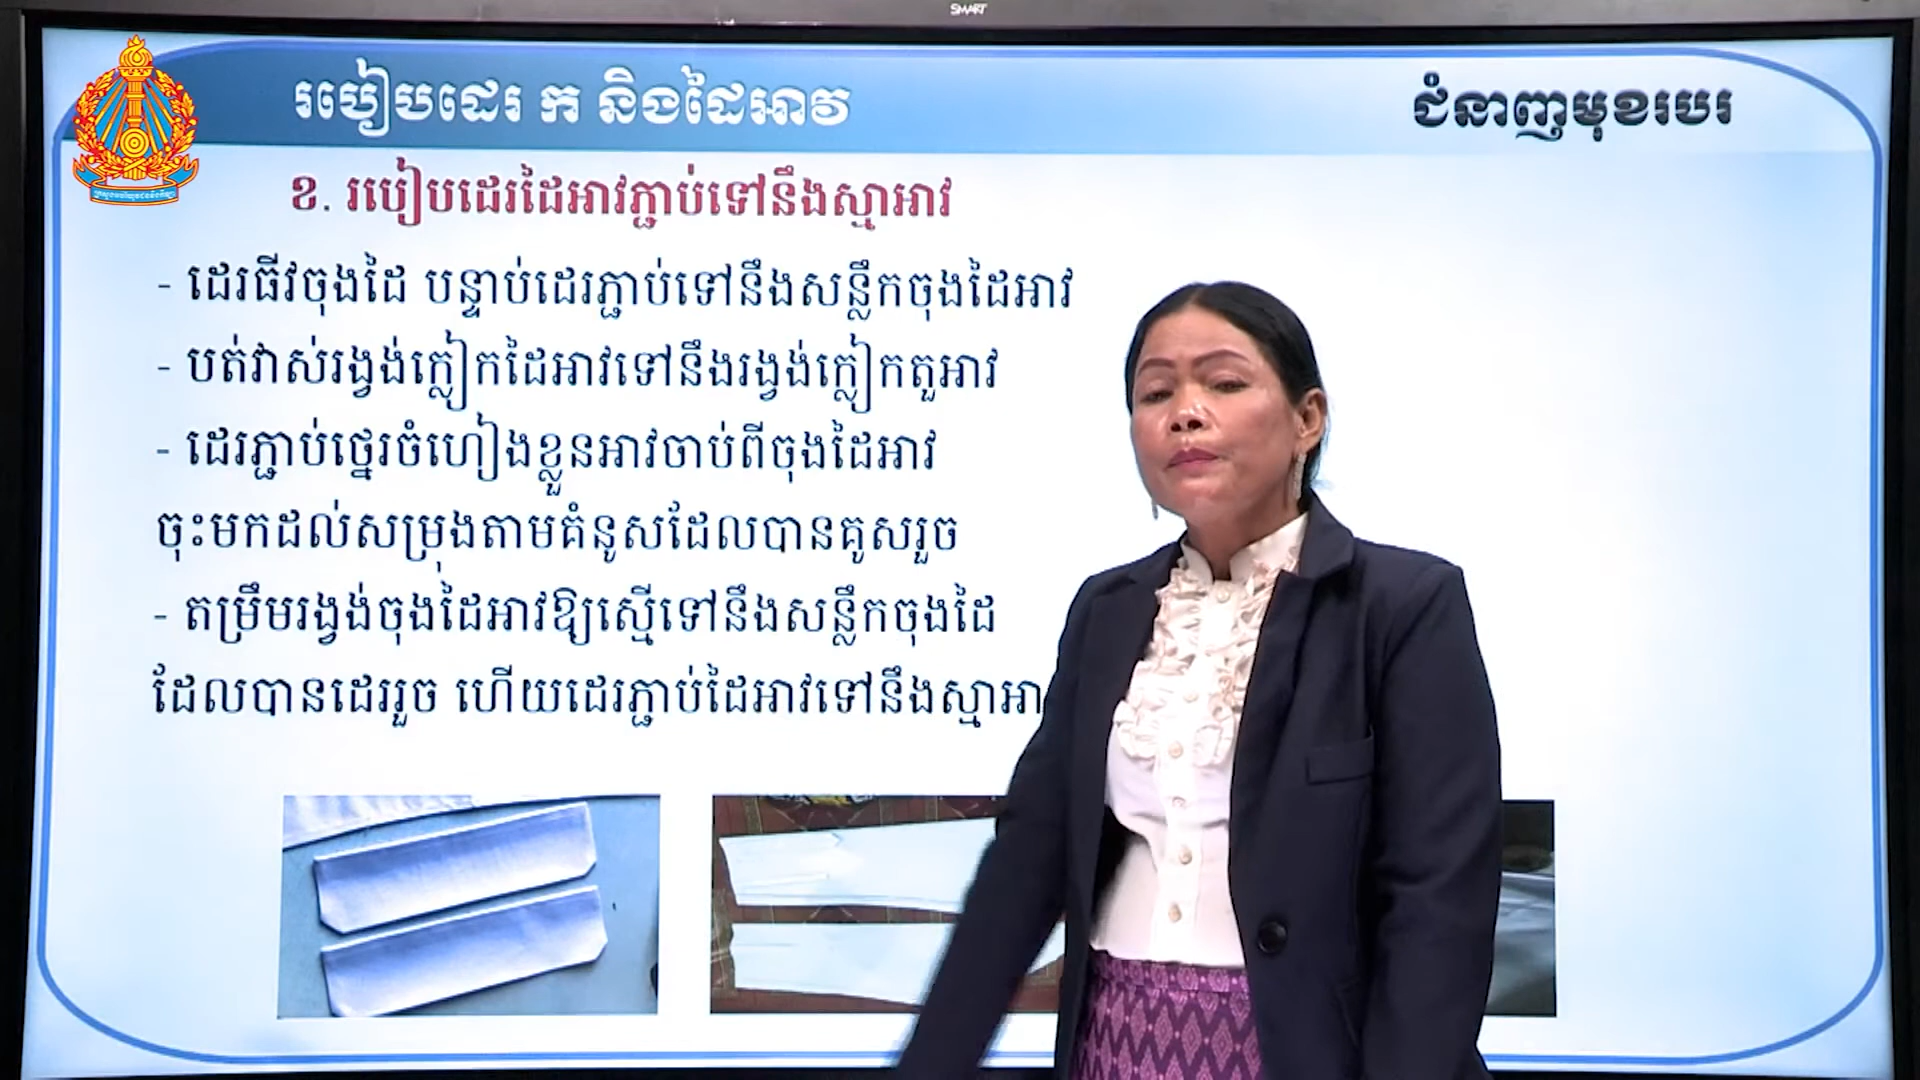 SMART
របៀបដេរ ក និងដៃអាវ
ជំនាញមុខរបរ
ខ. របៀបដេរដៃអាវភ្ជាប់ទៅនឹងស្មាអាវ
- ដេរធីវចុងដៃ បន្ទាប់ដេរភ្ជាប់ទៅនឹងសន្លឹកចុងដៃអាវ
- បត់វាស់រង្វង់ក្លៀកដៃអាវទៅនឹងរង្វង់ក្លៀកតួអាវ
- ដេរភ្ជាប់ថ្នេរចំហៀងខ្លួនអាវចាប់ពីចុងដៃអាវ
ចុះមកដល់សម្រុងតាមគំនូសដែលបានគូសរួច
- តម្រឹមរង្វង់ចុងដៃអាវឱ្យស្មើទៅនឹងសន្លឹកចុងដៃ
ដែលបានដេររួច ហើយដេរភ្ជាប់ដៃអាវទៅនឹងស្មាអា